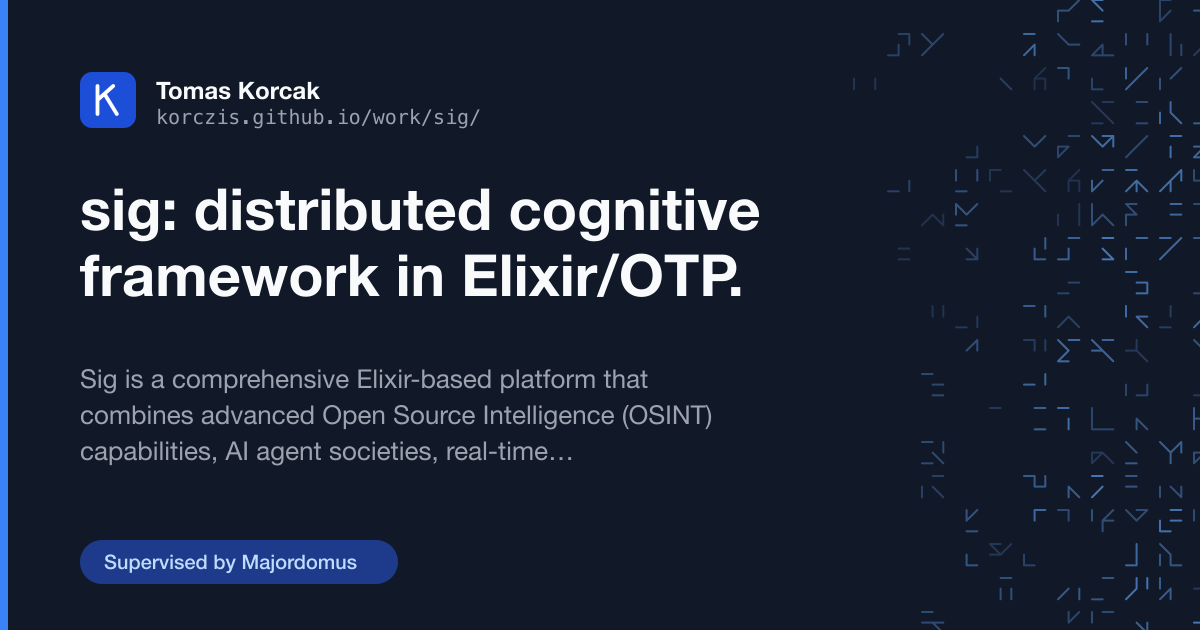 K
Tomas Korcak
korczis.github.io/work/sig/
sig: distributed cognitive
framework in Elixir/OTP.
Sig is a comprehensive Elixir-based platform that
combines advanced Open Source Intelligence (OSINT)
capabilities, AI agent societies, real-time…
Supervised by Majordomus